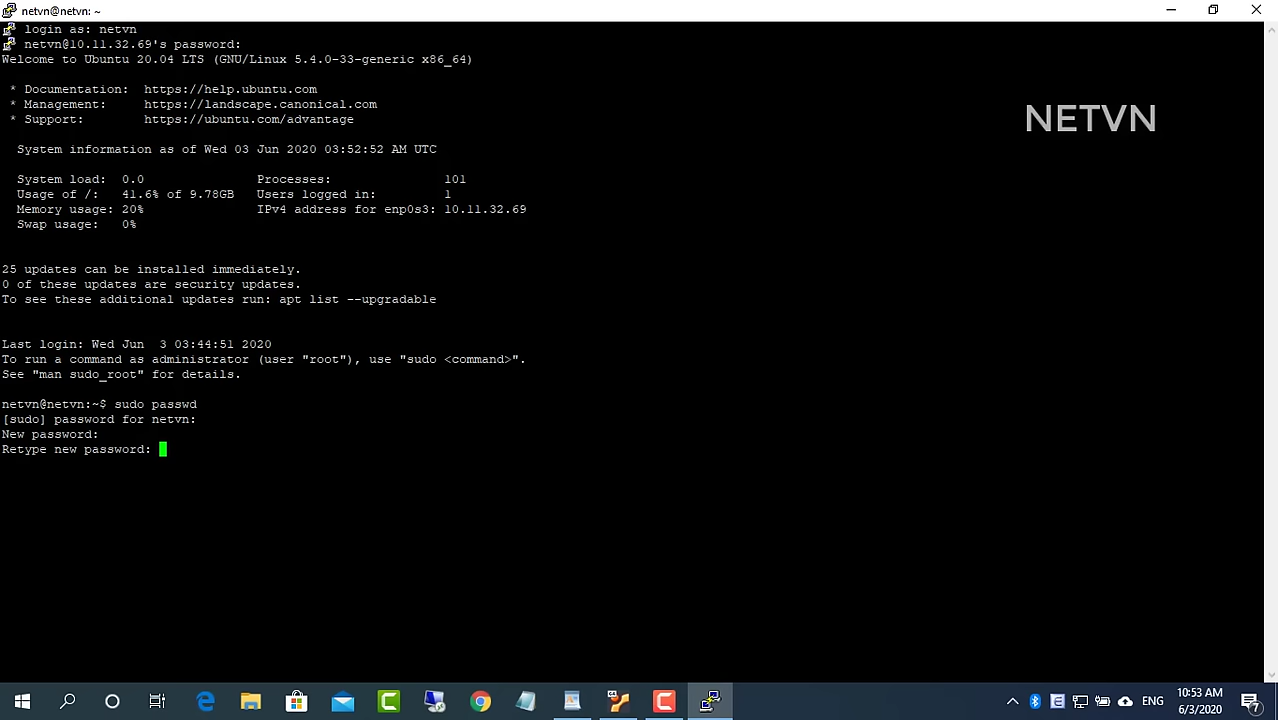 netvn@netvn: ~
login as: netvn
netvn@10.11.32.69's password:
Welcome to Ubuntu 20.04 LTS (GNU/Linux 5.4.0-33-generic x86_64)
* Documentation: https://help.ubuntu.com
* Management: https://landscape.canonical.com
* Support: https://ubuntu.com/advantage
NETVN
System information as of Wed 03 Jun 2020 03:52:52 AM UTC
System load: 0.0 Processes: 101
Usage of /: 41.6% of 9.78GB Users logged in: 1
Memory usage: 20% IPv4 address for enp0s3: 10.11.32.69
Swap usage: 0%
25 updates can be installed immediately.
0 of these updates are security updates.
To see these additional updates run: apt list --upgradable
Last login: Wed Jun 3 03:44:51 2020
To run a command as administrator (user "root"), use "sudo <command>".
See "man sudo_root" for details.
netvn@netvn:~$ sudo passwd
[sudo] password for netvn:
New password:
Retype new password:
ENG
10:53 AM
6/3/2020
7